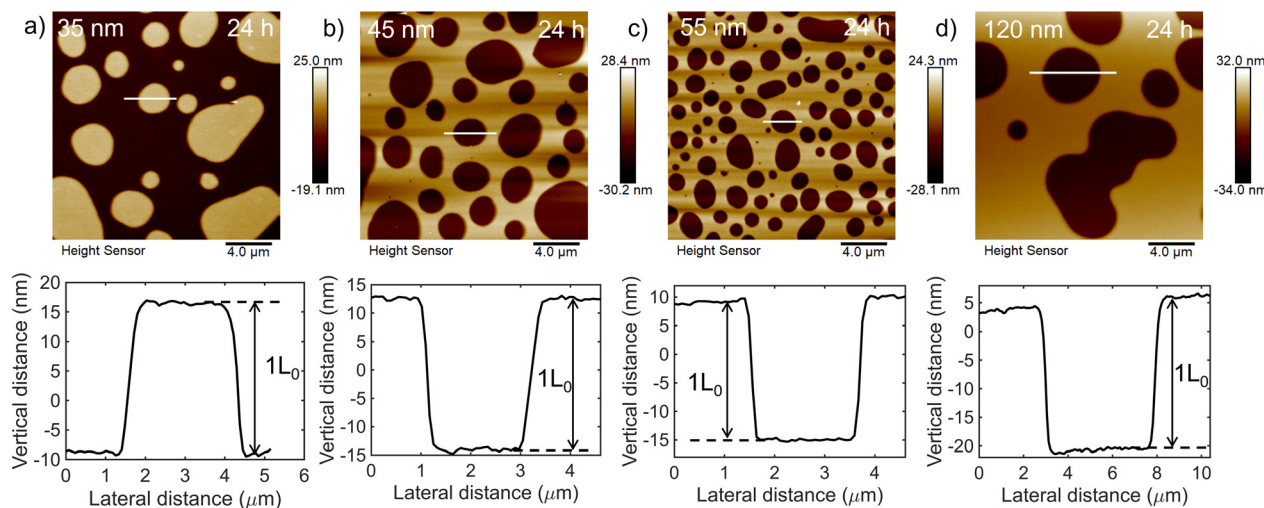 a) 35 nm 24 h
25.0 nm
-19.1 nm
Height Sensor
4.0 μm
b) 45 nm 24 h
28.4 nm
-30.2 nm
Height Sensor
4.0 μm
c) 55 nm 24 h
24.3 nm
-28.1 nm
Height Sensor
4.0 μm
d) 120 nm 24 h
32.0 nm
-34.0 nm
Height Sensor
4.0 μm
Vertical distance (nm)
20
15
10
5
0
-5
-10
1L₀
0 1 2 3 4 5 6
Lateral distance (μm)
Vertical distance (nm)
15
10
5
0
-5
-10
-15
1L₀
0 1 2 3 4
Lateral distance (μm)
Vertical distance (nm)
10
5
0
-5
-10
-15
1L₀
0 1 2 3 4
Lateral distance (μm)
Vertical distance (nm)
5
0
-5
-10
-15
-20
1L₀
0 2 4 6 8 10
Lateral distance (μm)